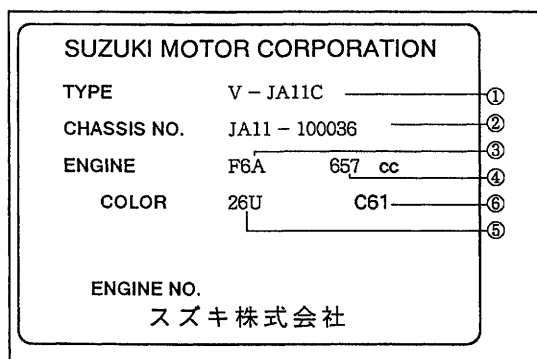 SUZUKI MOTOR CORPORATION
TYPE V－JA11C ①
CHASSIS NO. JA11－100036 ②
ENGINE F6A 657 cc ③
④
COLOR 26U C61 ⑥
⑤
ENGINE NO.
スズキ株式会社